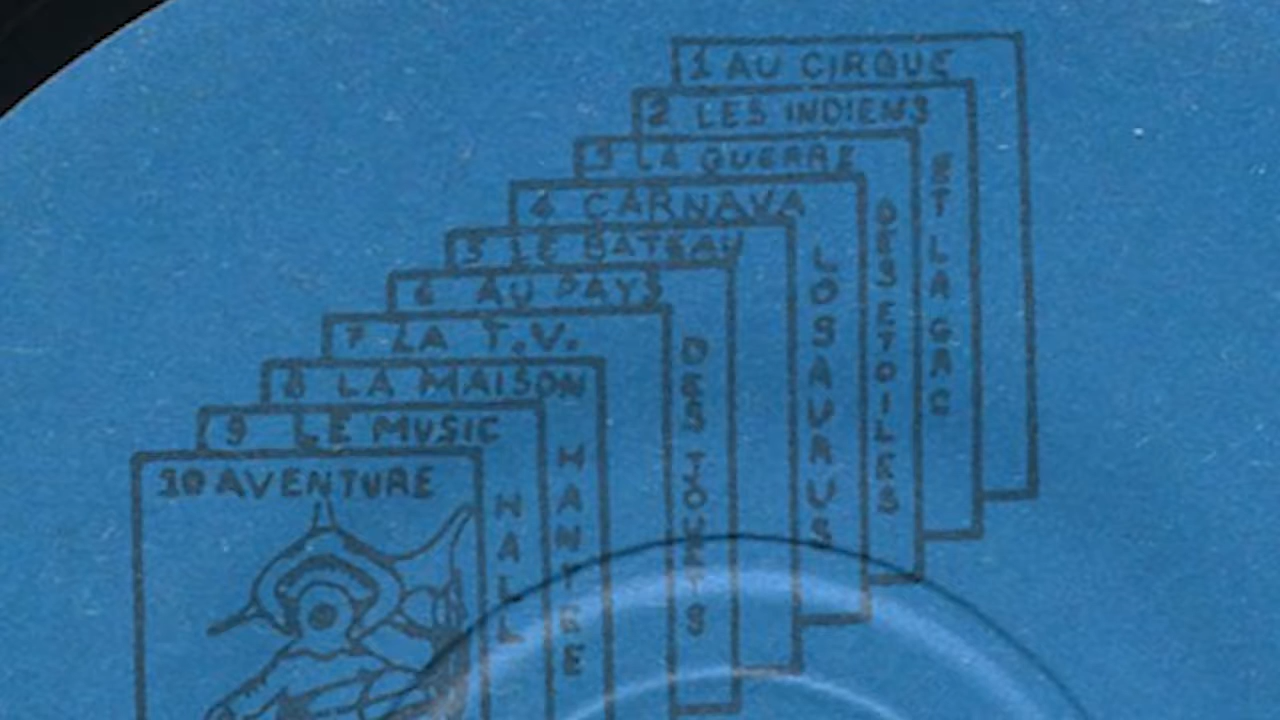 1 AU CIRQUE
2 LES INDIENS
ET LA GRC
3 LA GUERRE
DES ETOILES
4 CARNAVA
LOSAURUS
5 LE BATEAU
6 AU PAYS
DES JOUETS
7 LA T.V.
8 LA MAISON
HANTEE
9 LE MUSIC
HALL
10 AVENTURE